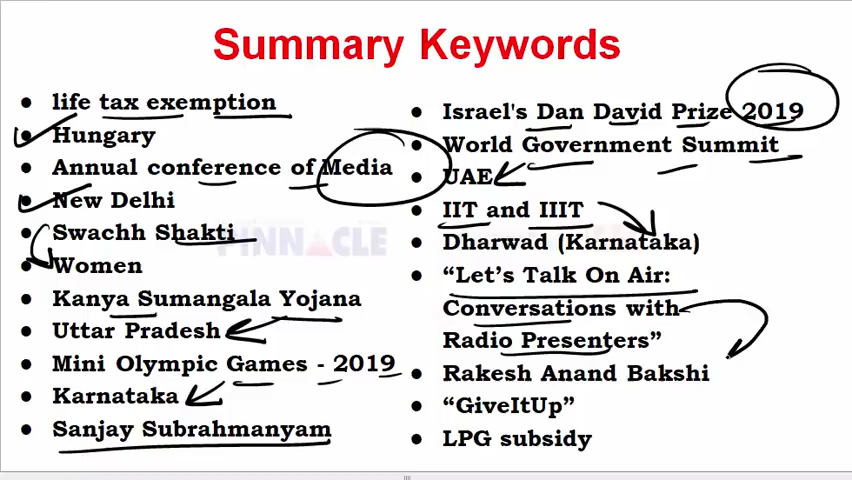 Summary Keywords
life tax exemption
Hungary
Annual conference of Media
New Delhi
Swachh Shakti
Women
Kanya Sumangala Yojana
Uttar Pradesh
Mini Olympic Games - 2019
Karnataka
Sanjay Subrahmanyam
Israel's Dan David Prize 2019
World Government Summit
UAE
IIT and IIIT
Dharwad (Karnataka)
“Let’s Talk On Air:
Conversations with
Radio Presenters”
Rakesh Anand Bakshi
“GiveItUp”
LPG subsidy
PINNACLE